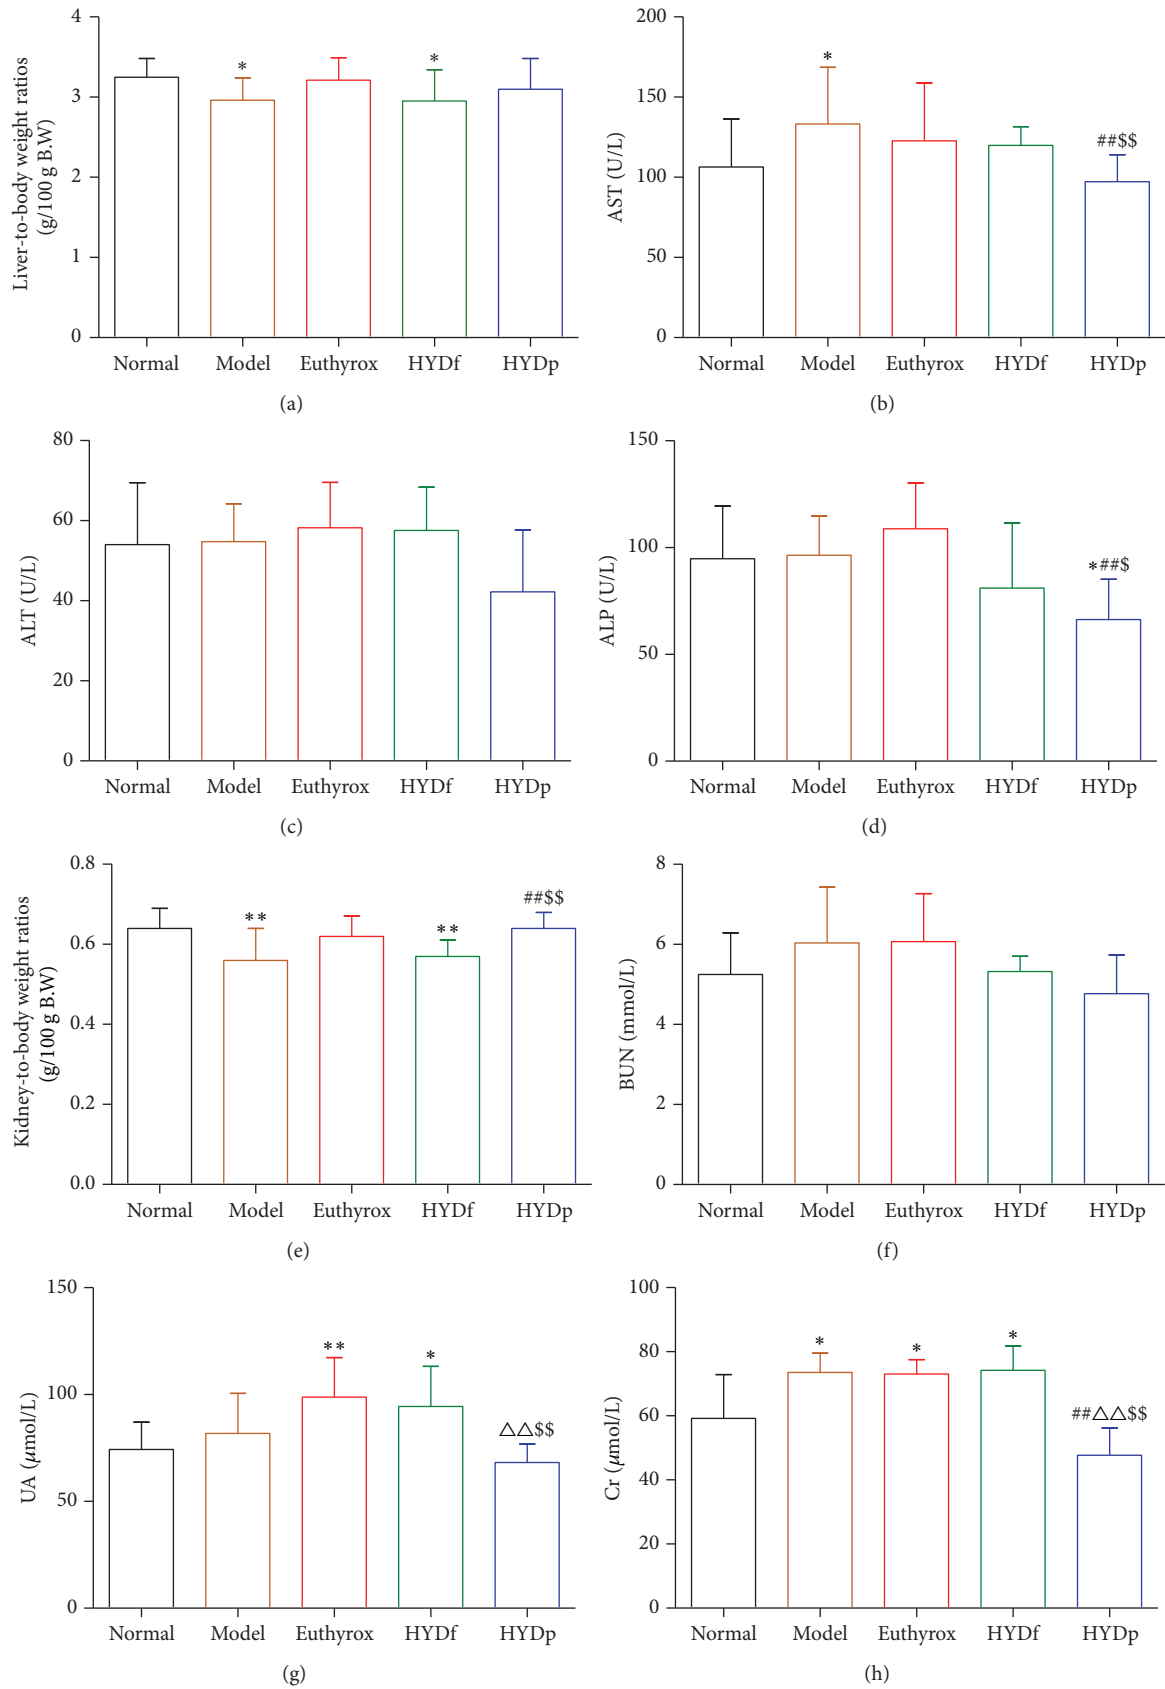 Liver-to-body weight ratios
(g/100 g B.W)
4
3
2
1
0
*
*
Normal Model Euthyrox HYDf HYDp
(a)
AST (U/L)
200
150
100
50
0
*
##$$
Normal Model Euthyrox HYDf HYDp
(b)
ALT (U/L)
80
60
40
20
0
Normal Model Euthyrox HYDf HYDp
(c)
ALP (U/L)
150
100
50
0
*##$
Normal Model Euthyrox HYDf HYDp
(d)
Kidney-to-body weight ratios
(g/100 g B.W)
0.8
0.6
0.4
0.2
0.0
**
**
##$$
Normal Model Euthyrox HYDf HYDp
(e)
BUN (mmol/L)
8
6
4
2
0
Normal Model Euthyrox HYDf HYDp
(f)
UA (μmol/L)
150
100
50
0
**
*
△△$$
Normal Model Euthyrox HYDf HYDp
(g)
Cr (μmol/L)
100
80
60
40
20
0
*
*
*
##△△$$
Normal Model Euthyrox HYDf HYDp
(h)